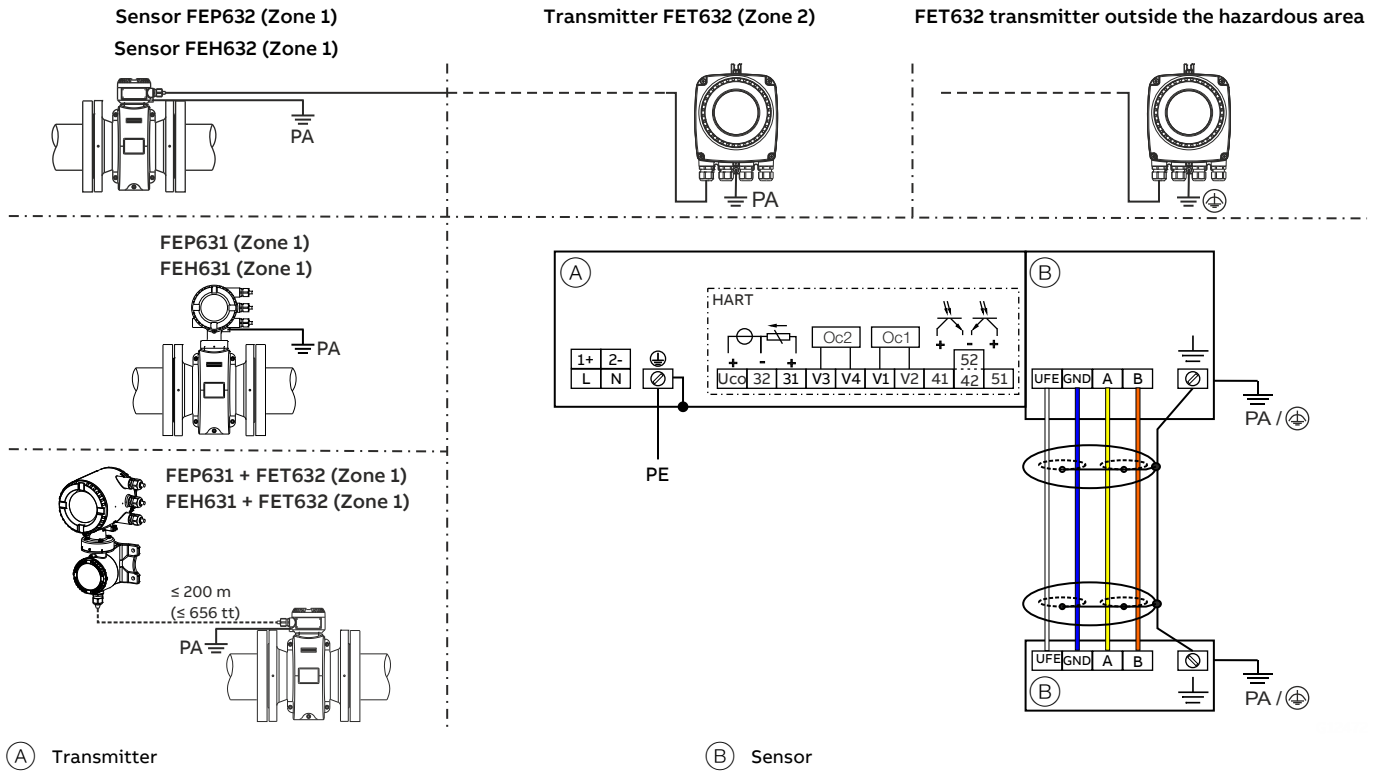 Sensor FEP632 (Zone 1)
Sensor FEH632 (Zone 1)
Transmitter FET632 (Zone 2)
FET632 transmitter outside the hazardous area
PA
PA
FEP631 (Zone 1)
FEH631 (Zone 1)
PA
FEP631 + FET632 (Zone 1)
FEH631 + FET632 (Zone 1)
≤ 200 m
(≤ 656 tt)
PA
A
HART
Oc2
Oc1
+ - + + - +
1+ 2-
L N
52
Uco 32 31 V3 V4 V1 V2 41 42 51
PE
B
UFE GND A B
PA /
UFE GND A B
B
PA /
A Transmitter
B Sensor